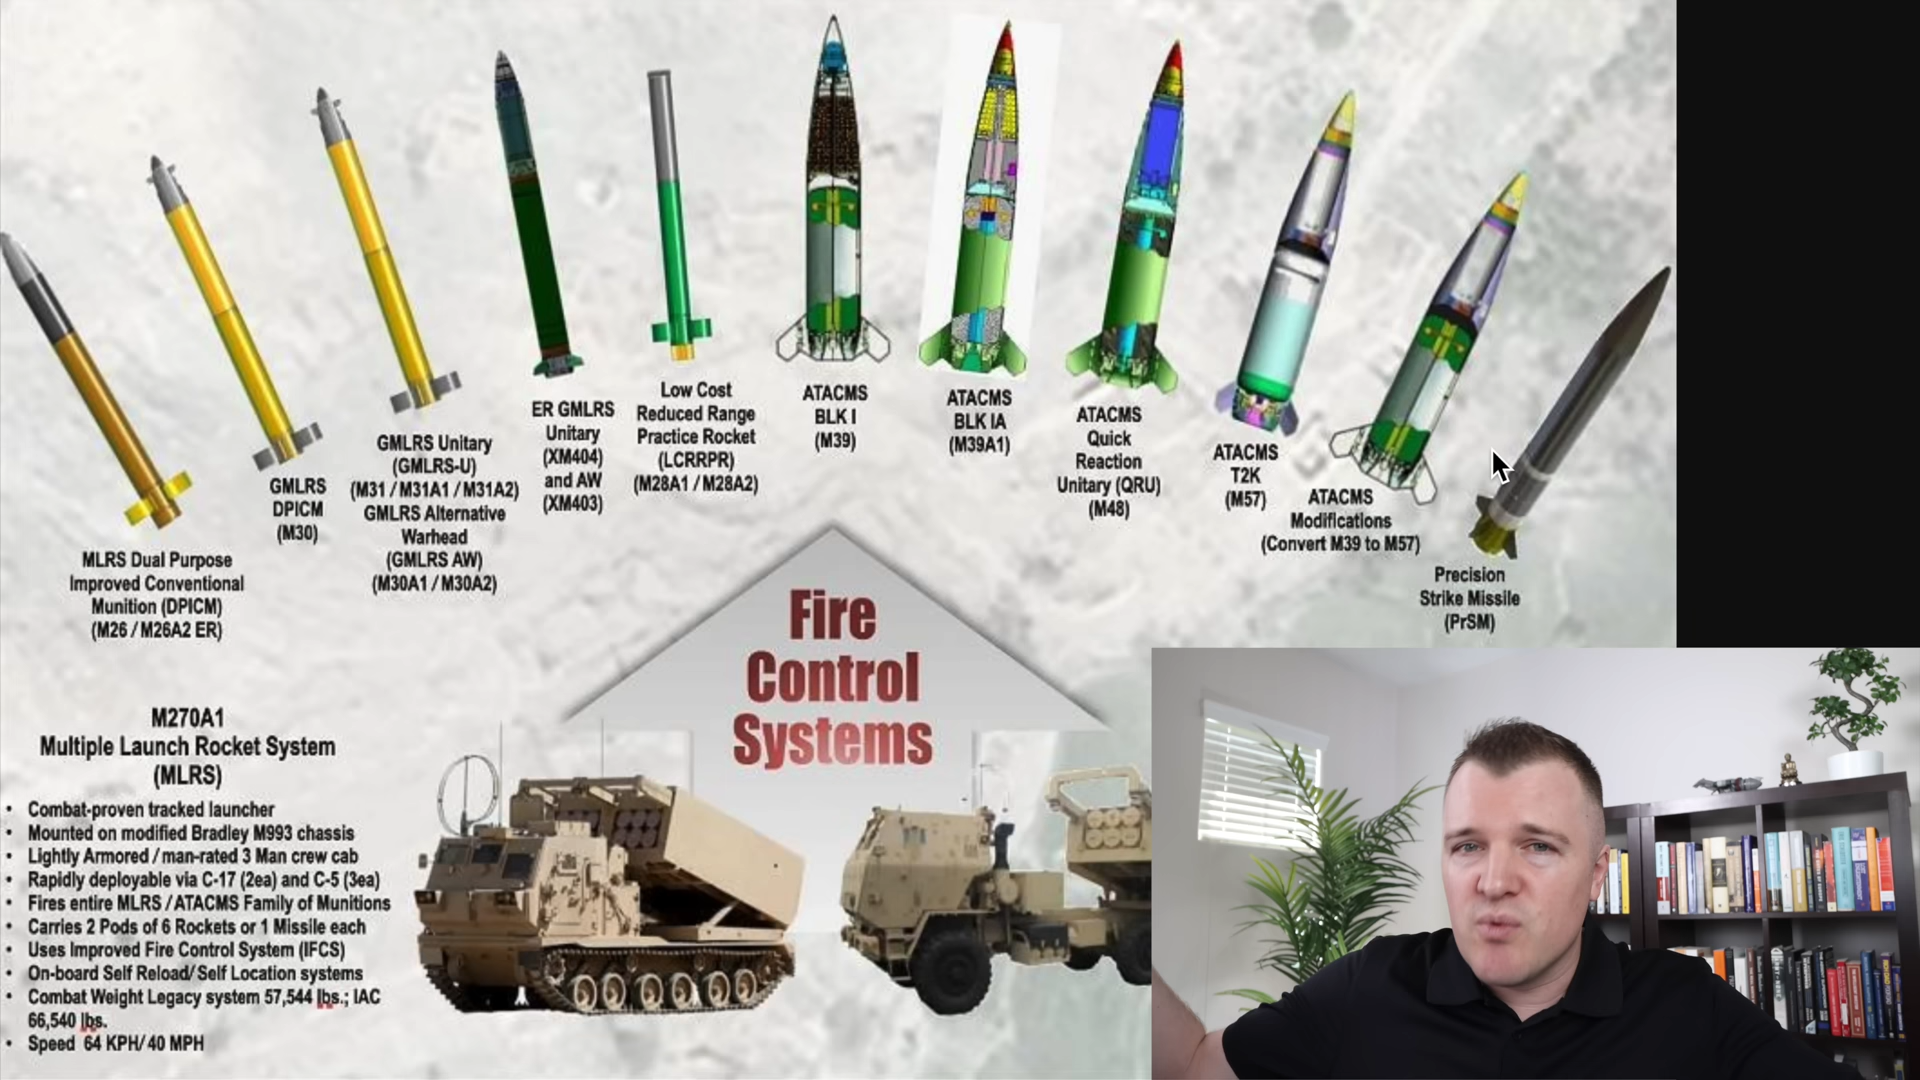 MLRS Dual Purpose
Improved Conventional
Munition (DPICM)
(M26 / M26A2 ER)
GMLRS
DPICM
(M30)
GMLRS Unitary
(GMLRS-U)
(M31 / M31A1 / M31A2)
GMLRS Alternative
Warhead
(GMLRS AW)
(M30A1 / M30A2)
ER GMLRS
Unitary
(XM404)
and AW
(XM403)
Low Cost
Reduced Range
Practice Rocket
(LCRRPR)
(M28A1 / M28A2)
ATACMS
BLK I
(M39)
ATACMS
BLK IA
(M39A1)
ATACMS
Quick
Reaction
Unitary (QRU)
(M48)
ATACMS
T2K
(M57)
ATACMS
Modifications
(Convert M39 to M57)
Precision
Strike Missile
(PrSM)
Fire
Control
Systems
M270A1
Multiple Launch Rocket System
(MLRS)
• Combat-proven tracked launcher
• Mounted on modified Bradley M993 chassis
• Lightly Armored / man-rated 3 Man crew cab
• Rapidly deployable via C-17 (2ea) and C-5 (3ea)
• Fires entire MLRS / ATACMS Family of Munitions
• Carries 2 Pods of 6 Rockets or 1 Missile each
• Uses Improved Fire Control System (IFCS)
• On-board Self Reload/ Self Location systems
• Combat Weight Legacy system 57,544 lbs.; IAC
66,540 lbs.
• Speed 64 KPH/ 40 MPH